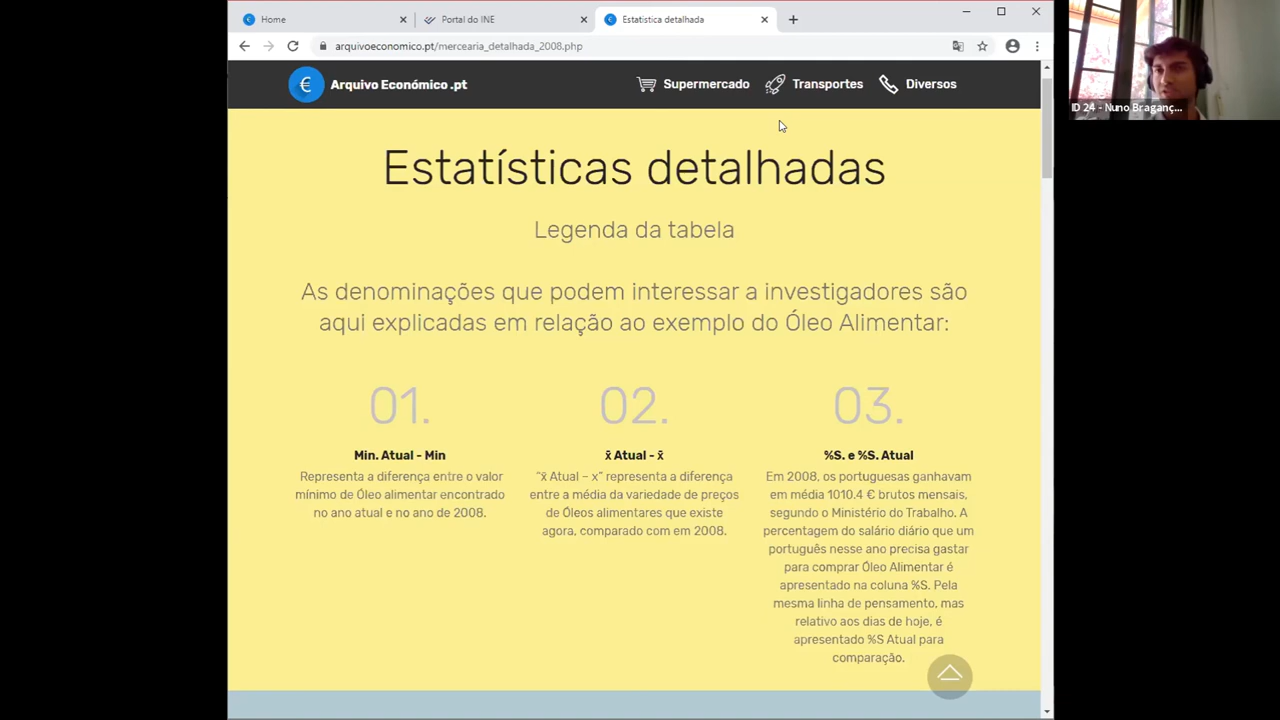 Home
Portal do INE
Estatistica detalhada
arquivoeconomico.pt/mercearia_detalhada_2008.php
Arquivo Económico .pt
Supermercado
Transportes
Diversos
ID 24 - Nuno Braganç...
Estatísticas detalhadas
Legenda da tabela
As denominações que podem interessar a investigadores são
aqui explicadas em relação ao exemplo do Óleo Alimentar:
01.
Min. Atual - Min
Representa a diferença entre o valor
mínimo de Óleo alimentar encontrado
no ano atual e no ano de 2008.
02.
x̄ Atual - x̄
"x̄ Atual – x" representa a diferença
entre a média da variedade de preços
de Óleos alimentares que existe
agora, comparado com em 2008.
03.
%S. e %S. Atual
Em 2008, os portuguesas ganhavam
em média 1010.4 € brutos mensais,
segundo o Ministério do Trabalho. A
percentagem do salário diário que um
português nesse ano precisa gastar
para comprar Óleo Alimentar é
apresentado na coluna %S. Pela
mesma linha de pensamento, mas
relativo aos dias de hoje, é
apresentado %S Atual para
comparação.